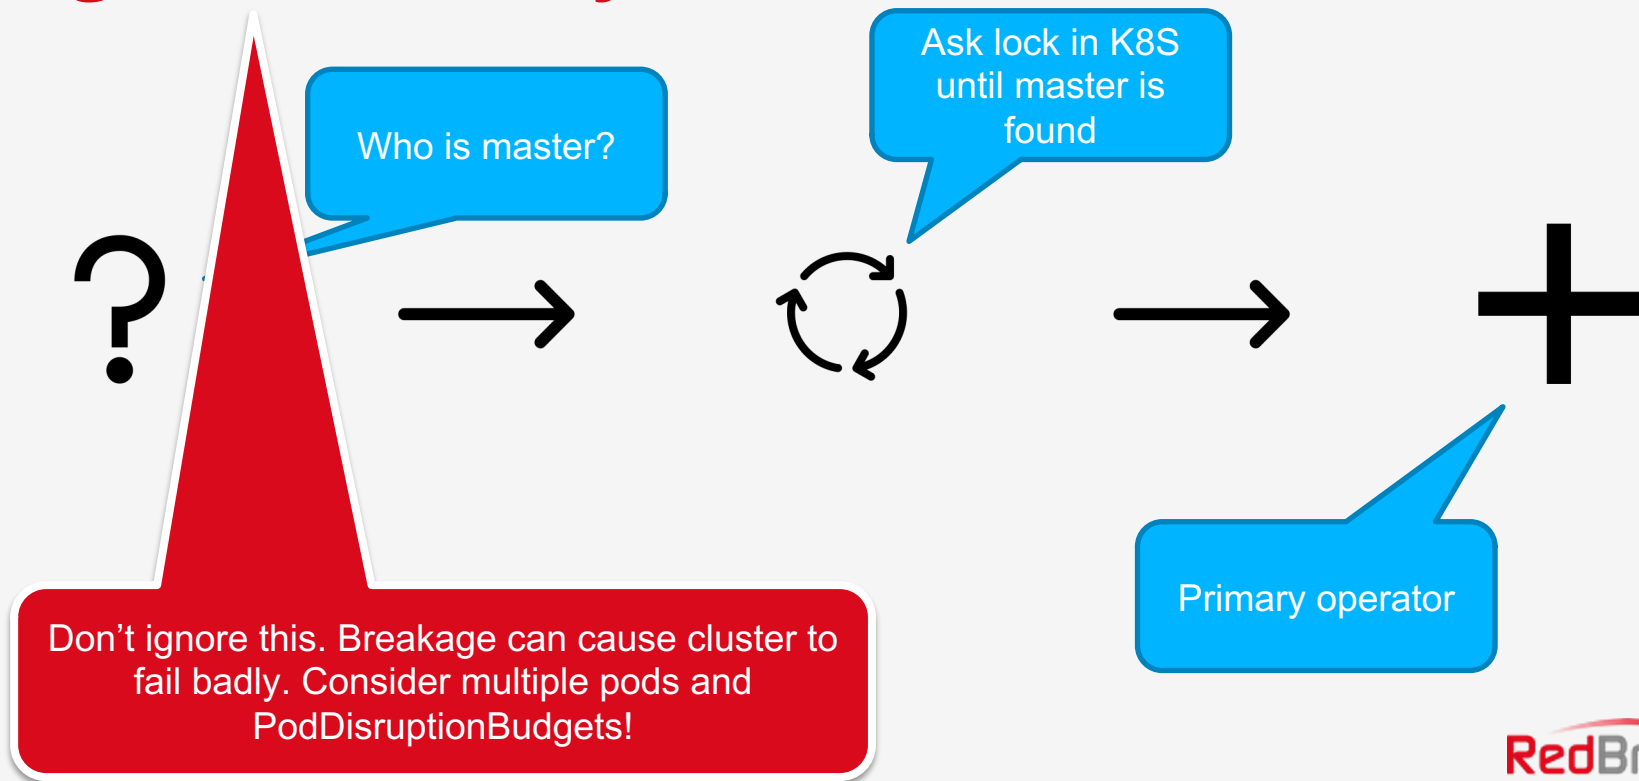 Ask lock in K8S
until master is
found
Who is master?
Primary operator
Don’t ignore this. Breakage can cause cluster to
fail badly. Consider multiple pods and
PodDisruptionBudgets!